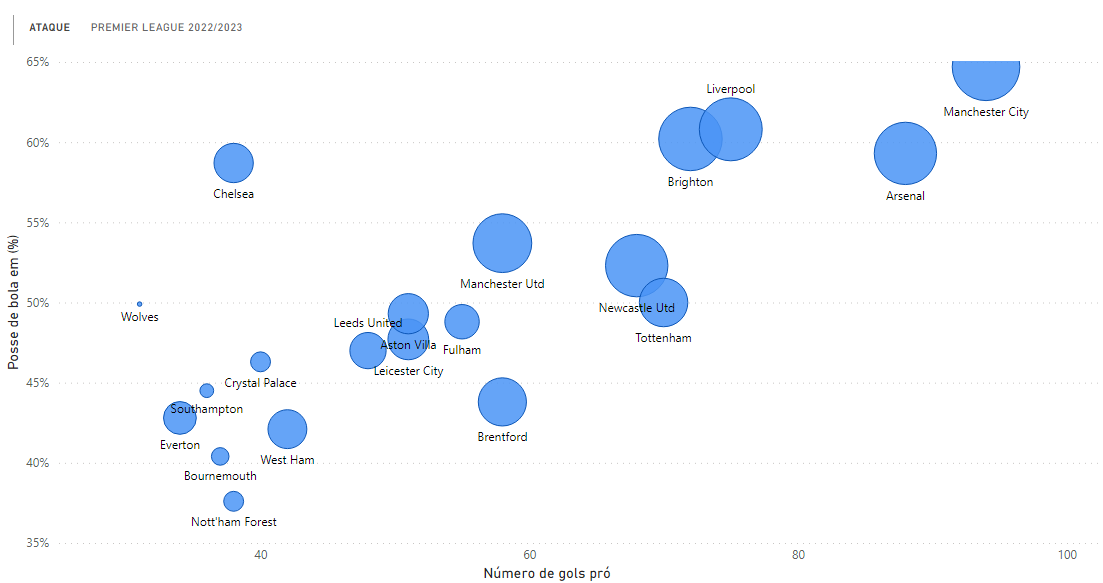 ATAQUE PREMIER LEAGUE 2022/2023
65%
Liverpool
Manchester City
60%
Brighton
Chelsea
Arsenal
55%
Manchester Utd
50%
Newcastle Utd
Wolves
Leeds United
Tottenham
Aston Villa
Fulham
Leicester City
45%
Crystal Palace
Southampton
Brentford
Everton
West Ham
40%
Bournemouth
Nott'ham Forest
35%
40 60 80 100
Número de gols pró
Posse de bola em (%)